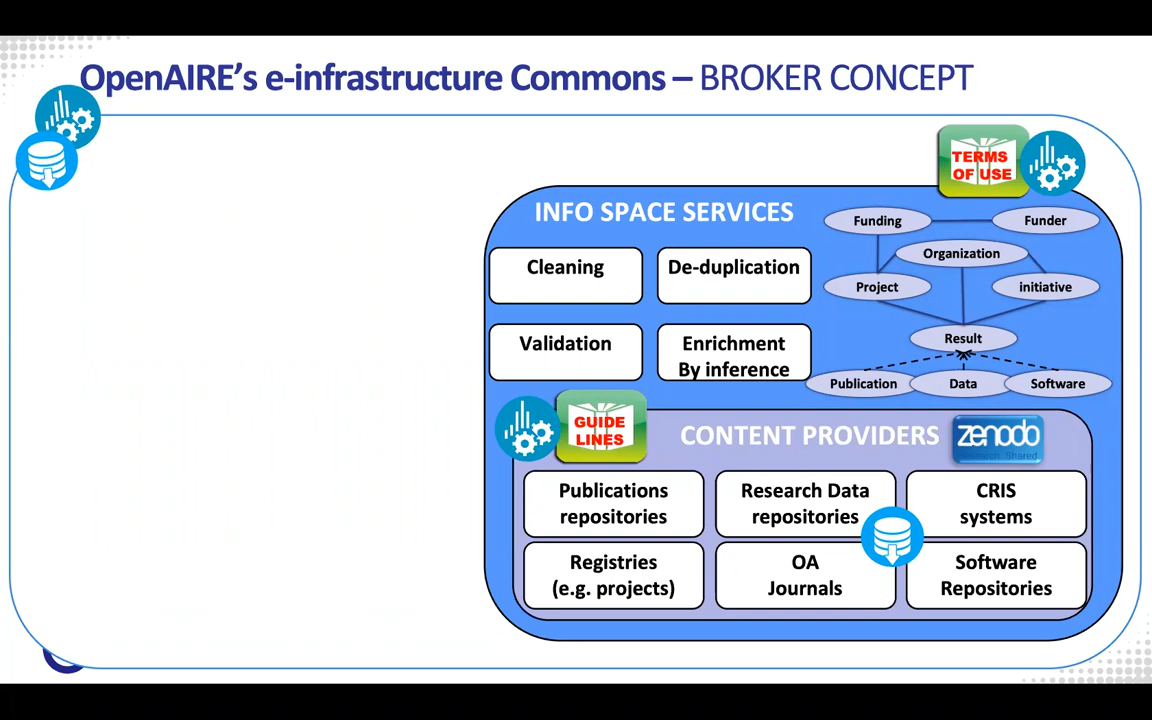 OpenAIRE's e-infrastructure Commons – BROKER CONCEPT
TERMS
OF USE
INFO SPACE SERVICES
Funding
Funder
Organization
Project
initiative
Result
Publication
Data
Software
Cleaning
De-duplication
Validation
Enrichment
By inference
GUIDE
LINES
CONTENT PROVIDERS
zenodo
Research. Shared
Publications
repositories
Research Data
repositories
CRIS
systems
Registries
(e.g. projects)
OA
Journals
Software
Repositories